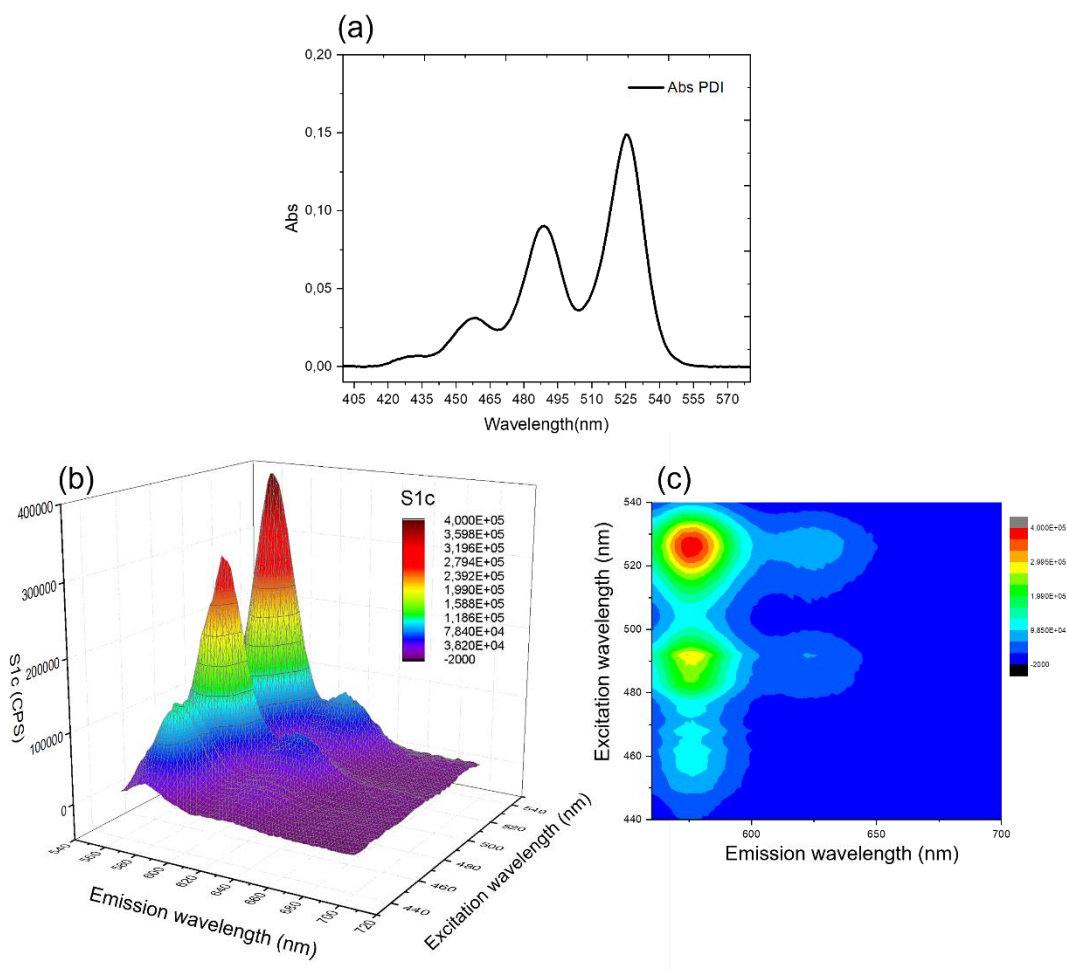 (a)
0,20
0,15
0,10
0,05
0,00
Abs
Abs PDI
405 420 435 450 465 480 495 510 525 540 555 570
Wavelength(nm)
(b)
400000
300000
200000
100000
0
S1c (CPS)
S1c
4,000E+05
3,598E+05
3,196E+05
2,794E+05
2,392E+05
1,990E+05
1,588E+05
1,186E+05
7,840E+04
3,820E+04
-2000
540 560 580 600 620 640 660 680 700 720
Emission wavelength (nm)
440 460 480 500 520 540
Excitation wavelength (nm)
(c)
540
520
500
480
460
440
Excitation wavelength (nm)
600 650 700
Emission wavelength (nm)
4.000E+05
2.995E+05
1.990E+05
9.850E+04
-2000